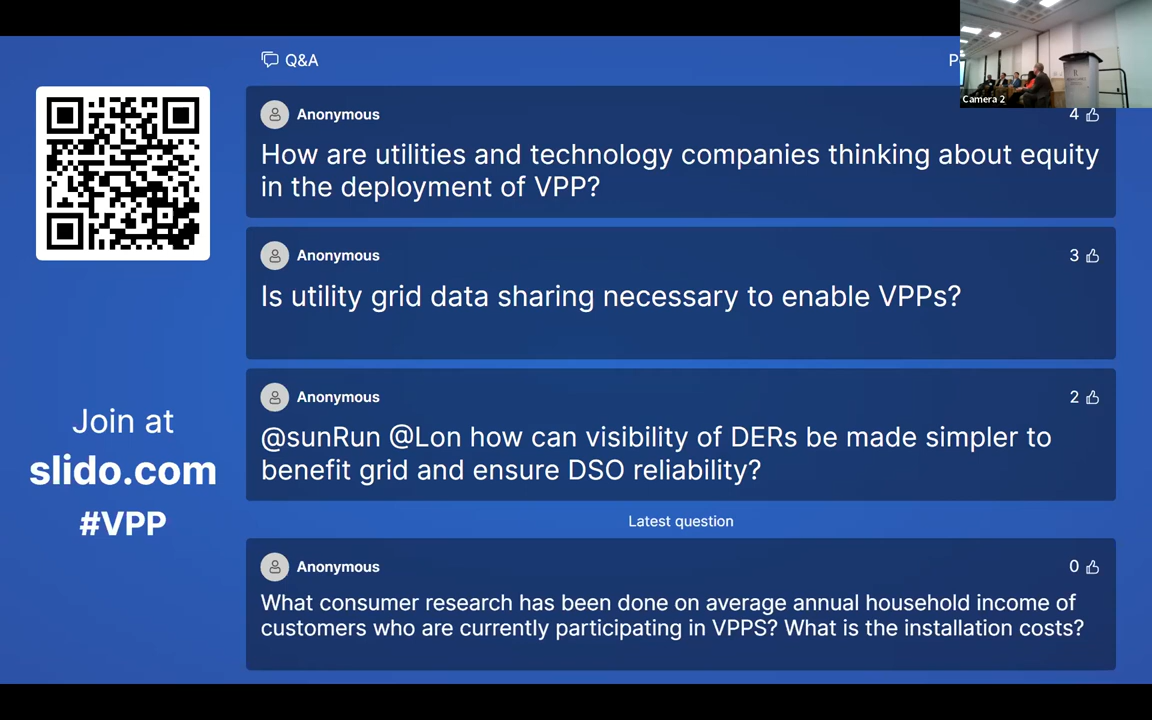 Q&A
P
Camera 2
Anonymous
4
How are utilities and technology companies thinking about equity
in the deployment of VPP?
Anonymous
3
Is utility grid data sharing necessary to enable VPPs?
Anonymous
2
@sunRun @Lon how can visibility of DERs be made simpler to
benefit grid and ensure DSO reliability?
Latest question
Anonymous
0
What consumer research has been done on average annual household income of
customers who are currently participating in VPPS? What is the installation costs?
Join at
slido.com
#VPP